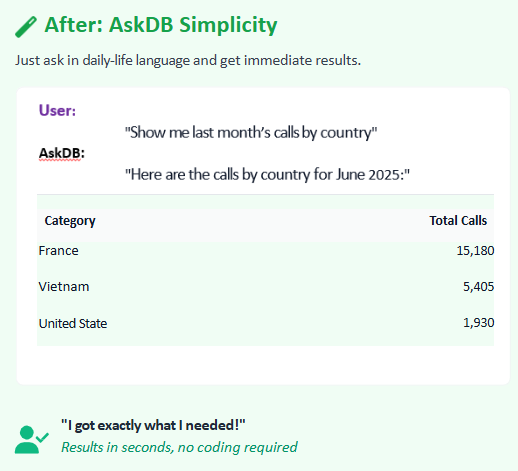 After: AskDB Simplicity
Just ask in daily-life language and get immediate results.
User:
"Show me last month’s calls by country"
AskDB:
"Here are the calls by country for June 2025:"
Category Total Calls
France 15,180
Vietnam 5,405
United State 1,930
"I got exactly what I needed!"
Results in seconds, no coding required